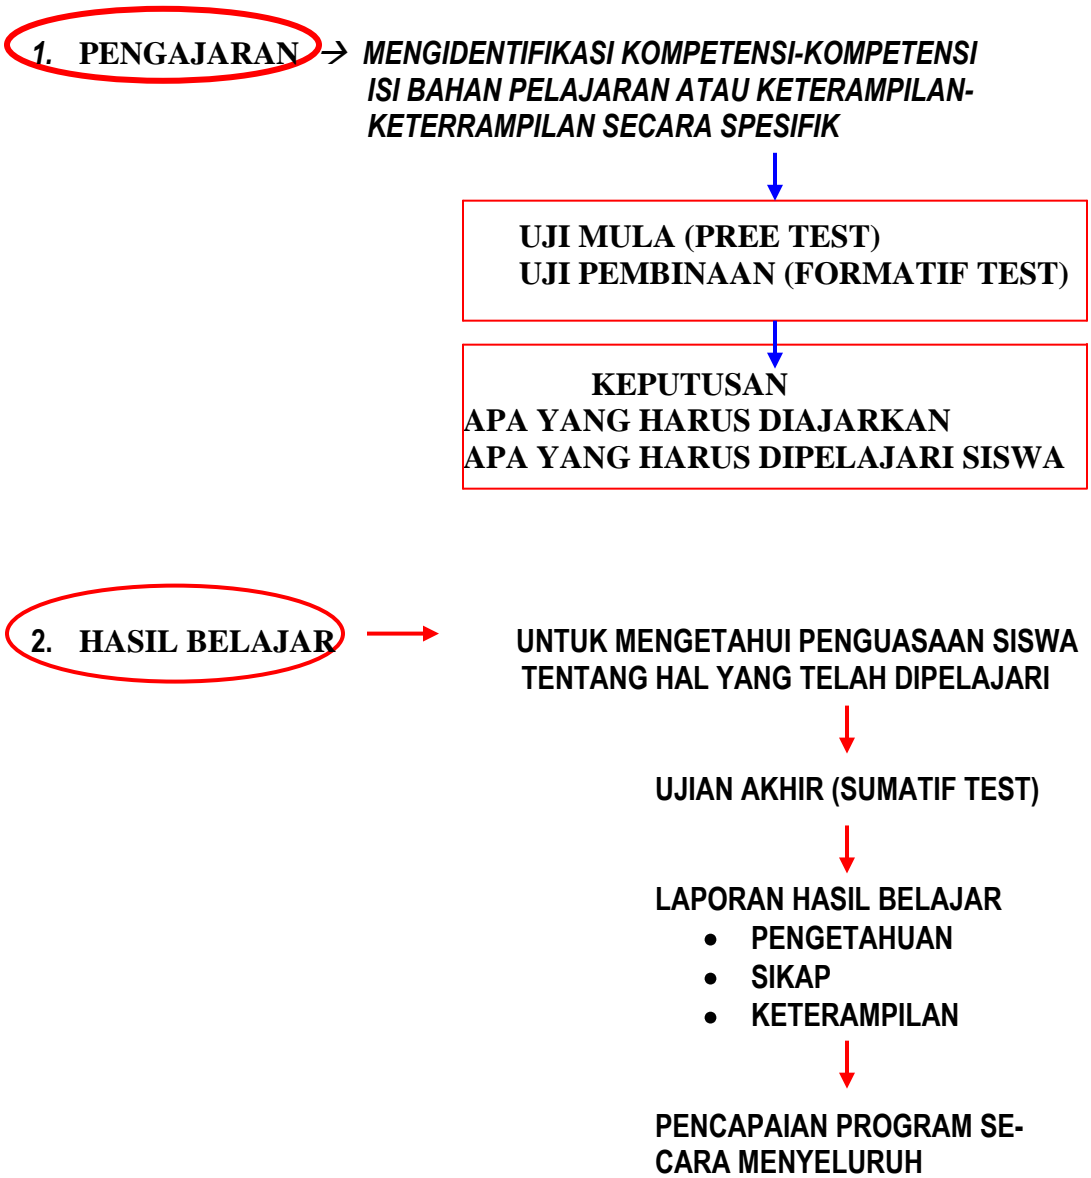 1. PENGAJARAN → MENGIDENTIFIKASI KOMPETENSI-KOMPETENSI
ISI BAHAN PELAJARAN ATAU KETERAMPILAN-
KETERRAMPILAN SECARA SPESIFIK
UJI MULA (PREE TEST)
UJI PEMBINAAN (FORMATIF TEST)
KEPUTUSAN
APA YANG HARUS DIAJARKAN
APA YANG HARUS DIPELAJARI SISWA
2. HASIL BELAJAR UNTUK MENGETAHUI PENGUASAAN SISWA
TENTANG HAL YANG TELAH DIPELAJARI
UJIAN AKHIR (SUMATIF TEST)
LAPORAN HASIL BELAJAR
• PENGETAHUAN
• SIKAP
• KETERAMPILAN
PENCAPAIAN PROGRAM SE-
CARA MENYELURUH